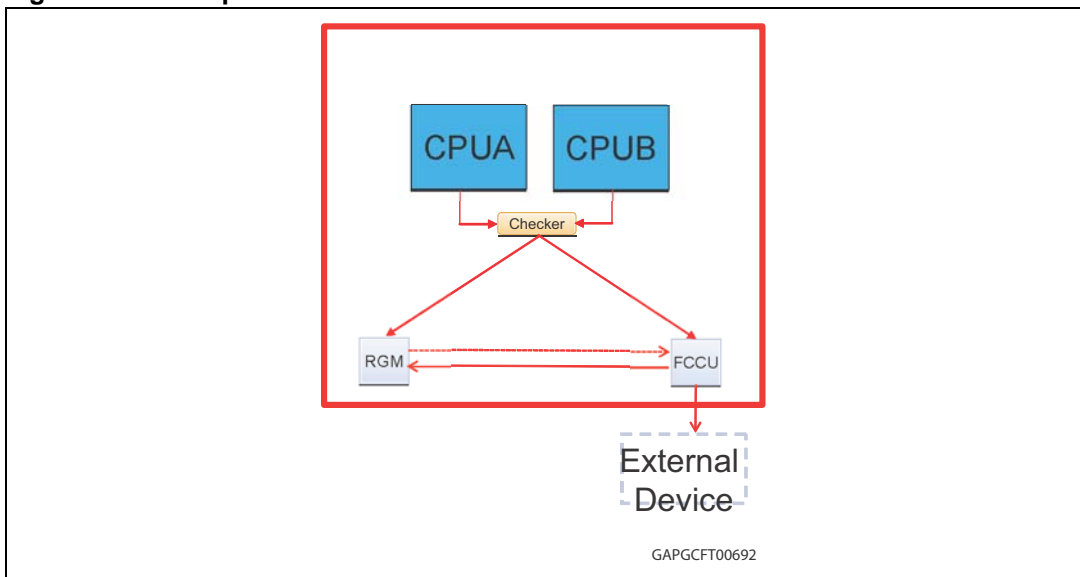 CPUA
CPUB
Checker
RGM
FCCU
External
Device
GAPGCFT00692